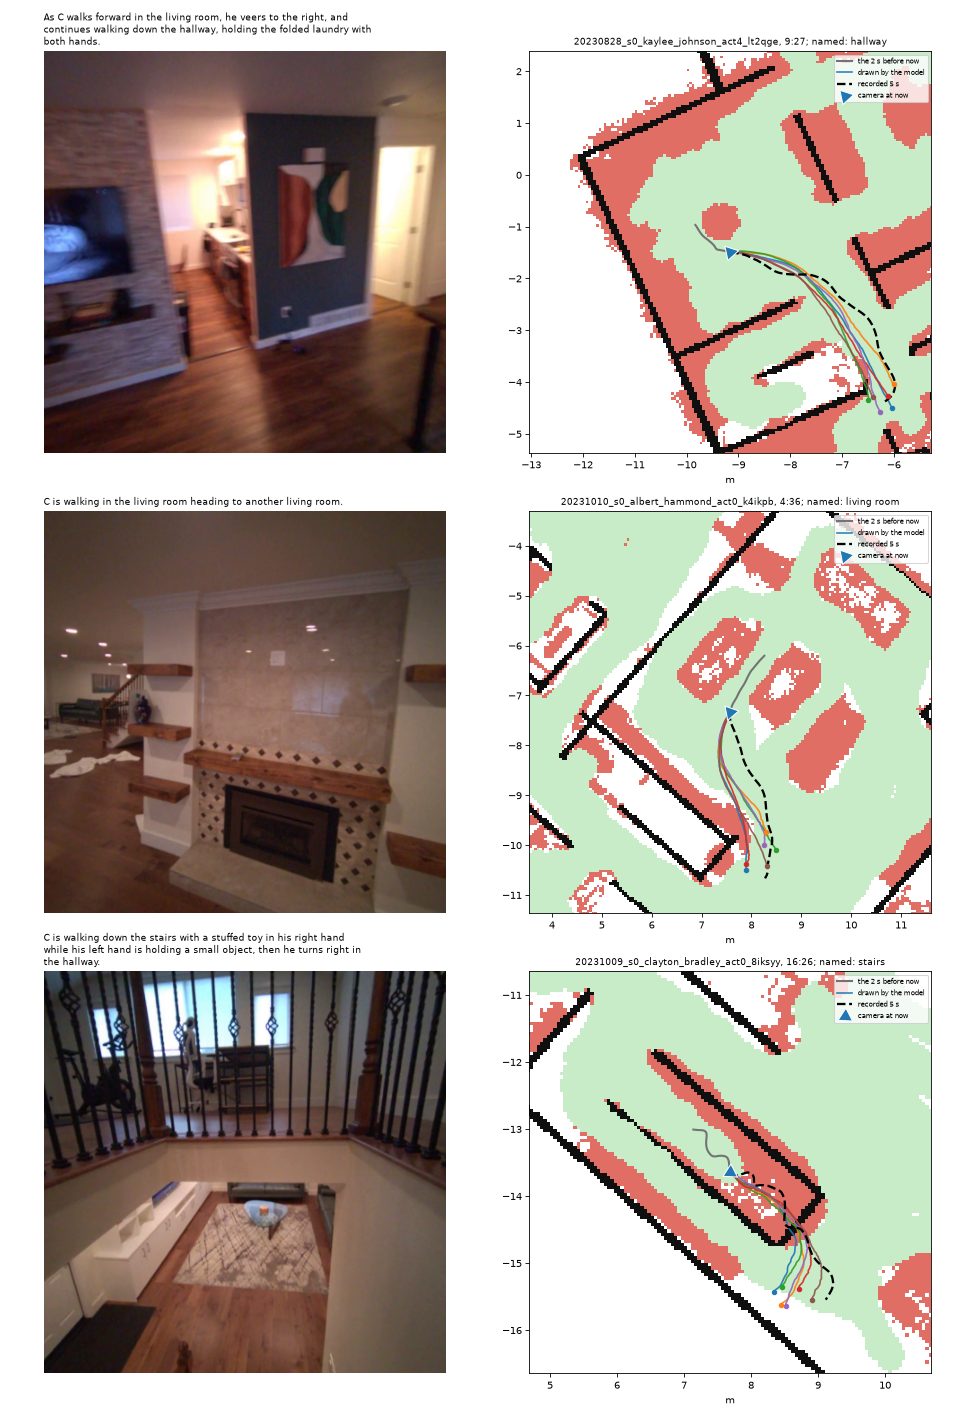 As C walks forward in the living room, he veers to the right, and
continues walking down the hallway, holding the folded laundry with
both hands.
20230828_s0_kaylee_johnson_act4_lt2qge, 9:27; named: hallway
the 2 s before now
drawn by the model
recorded 5 s
camera at now
2
1
0
−1
−2
−3
−4
−5
−13
−12
−11
−10
−9
−8
−7
−6
m
C is walking in the living room heading to another living room.
20231010_s0_albert_hammond_act0_k4ikpb, 4:36; named: living room
the 2 s before now
drawn by the model
recorded 5 s
camera at now
−4
−5
−6
−7
−8
−9
−10
−11
4
5
6
7
8
9
10
11
m
C is walking down the stairs with a stuffed toy in his right hand
while his left hand is holding a small object, then he turns right in
the hallway.
20231009_s0_clayton_bradley_act0_8iksyy, 16:26; named: stairs
the 2 s before now
drawn by the model
recorded 5 s
camera at now
−11
−12
−13
−14
−15
−16
5
6
7
8
9
10
m